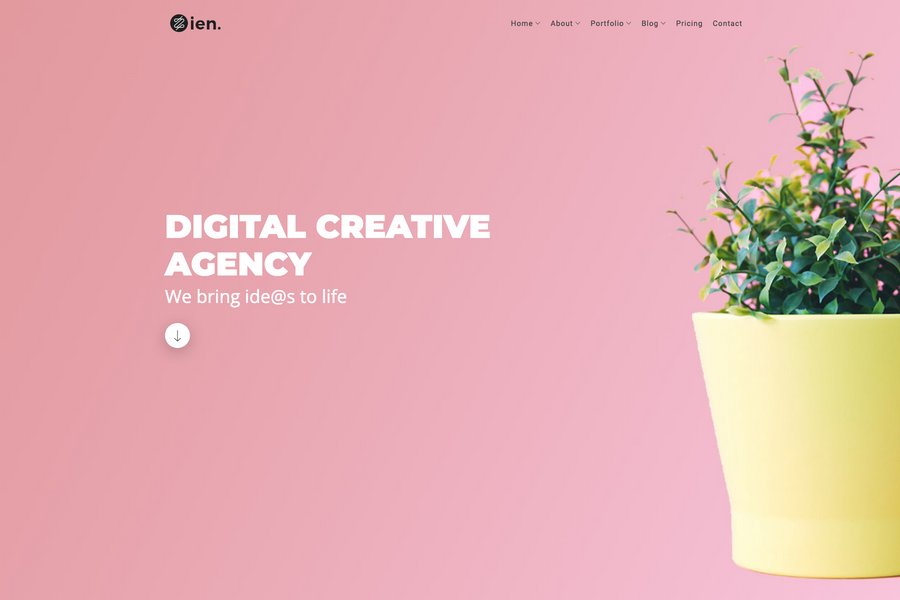 Zien.
Home About Portfolio Blog Pricing Contact
DIGITAL CREATIVE
AGENCY
We bring ide@s to life